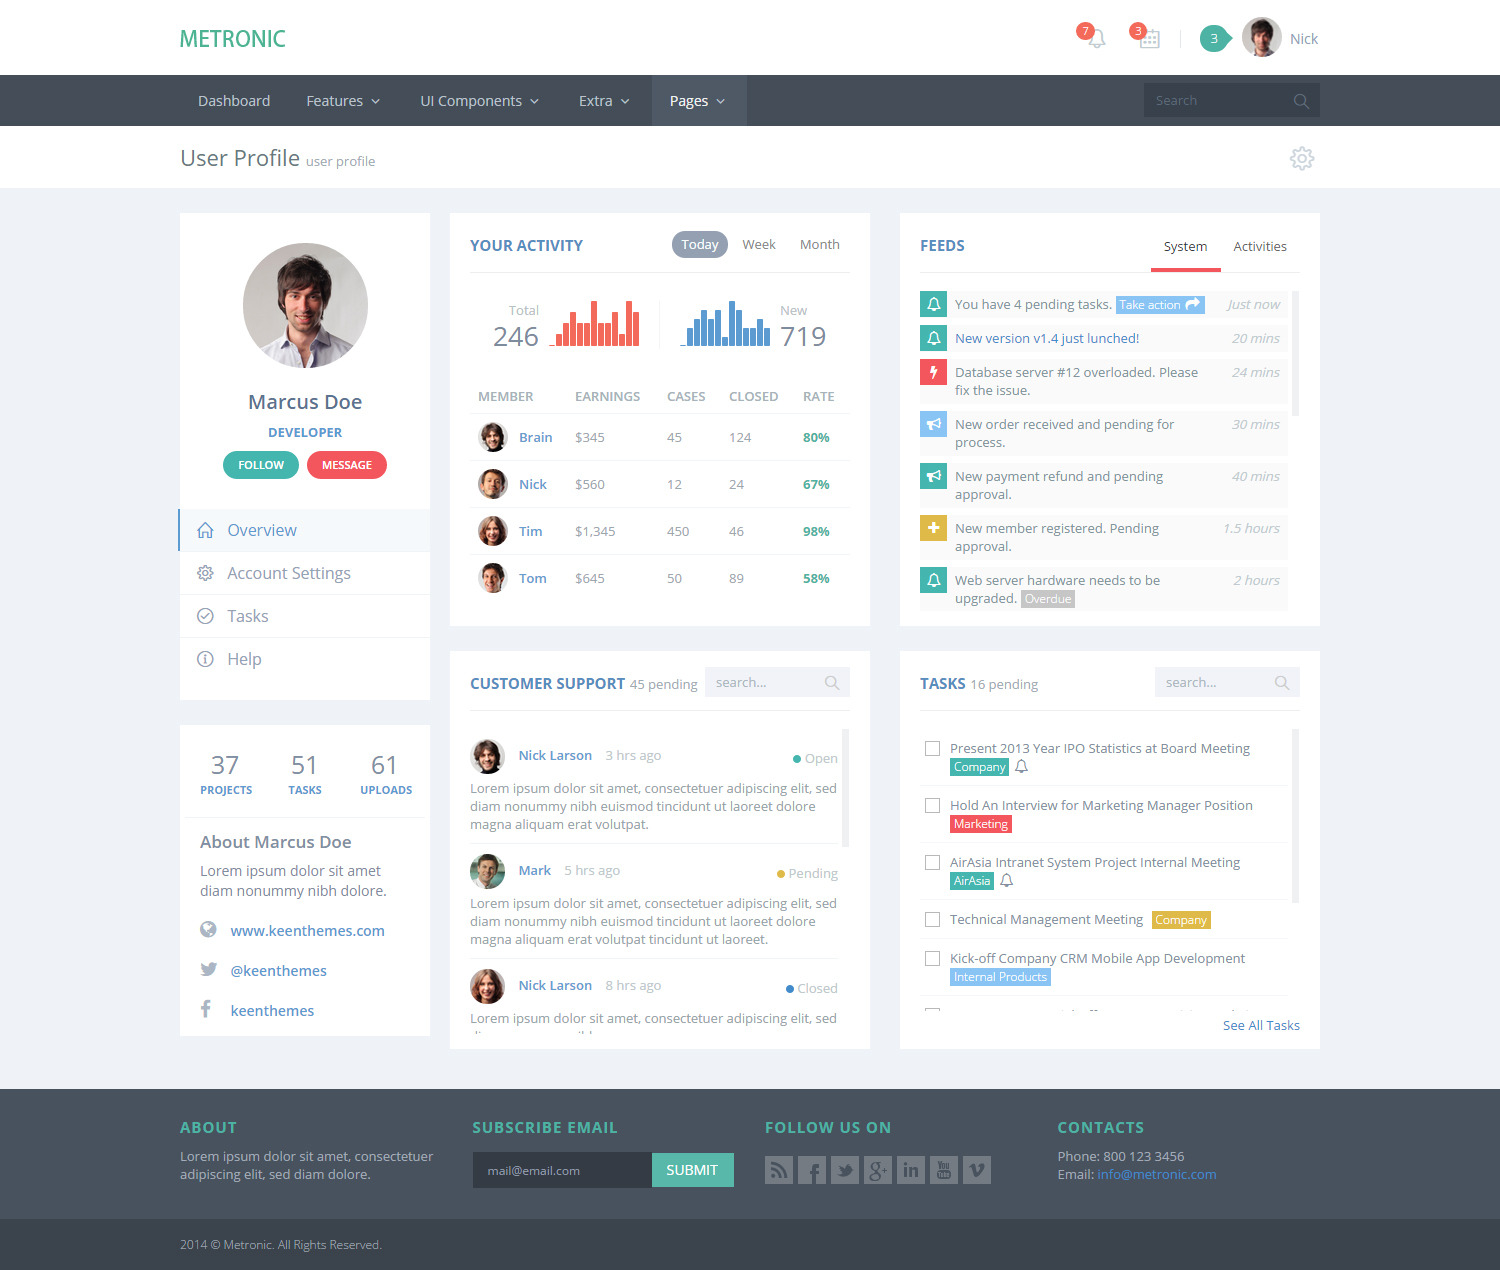 METRONIC
7
3
3
Nick
Dashboard
Features
UI Components
Extra
Pages
Search
User Profile user profile
Marcus Doe
DEVELOPER
FOLLOW
MESSAGE
Overview
Account Settings
Tasks
Help
37
51
61
PROJECTS
TASKS
UPLOADS
About Marcus Doe
Lorem ipsum dolor sit amet
diam nonummy nibh dolore.
www.keenthemes.com
@keenthemes
keenthemes
YOUR ACTIVITY
Today
Week
Month
Total
246
New
719
MEMBER EARNINGS CASES CLOSED RATE
Brain $345 45 124 80%
Nick $560 12 24 67%
Tim $1,345 450 46 98%
Tom $645 50 89 58%
FEEDS
System
Activities
You have 4 pending tasks. Take action Just now
New version v1.4 just lunched! 20 mins
Database server #12 overloaded. Please 24 mins
fix the issue.
New order received and pending for 30 mins
process.
New payment refund and pending 40 mins
approval.
New member registered. Pending 1.5 hours
approval.
Web server hardware needs to be 2 hours
upgraded. Overdue
CUSTOMER SUPPORT 45 pending
search...
Nick Larson 3 hrs ago Open
Lorem ipsum dolor sit amet, consectetuer adipiscing elit, sed
diam nonummy nibh euismod tincidunt ut laoreet dolore
magna aliquam erat volutpat.
Mark 5 hrs ago Pending
Lorem ipsum dolor sit amet, consectetuer adipiscing elit, sed
diam nonummy nibh euismod tincidunt ut laoreet dolore
magna aliquam erat volutpat tincidunt ut laoreet.
Nick Larson 8 hrs ago Closed
Lorem ipsum dolor sit amet, consectetuer adipiscing elit, sed
TASKS 16 pending
search...
Present 2013 Year IPO Statistics at Board Meeting
Company
Hold An Interview for Marketing Manager Position
Marketing
AirAsia Intranet System Project Internal Meeting
AirAsia
Technical Management Meeting Company
Kick-off Company CRM Mobile App Development
Internal Products
See All Tasks
ABOUT
Lorem ipsum dolor sit amet, consectetuer
adipiscing elit, sed diam dolore.
SUBSCRIBE EMAIL
mail@email.com
SUBMIT
FOLLOW US ON
g+
in
You Tube
CONTACTS
Phone: 800 123 3456
Email: info@metronic.com
2014 © Metronic. All Rights Reserved.